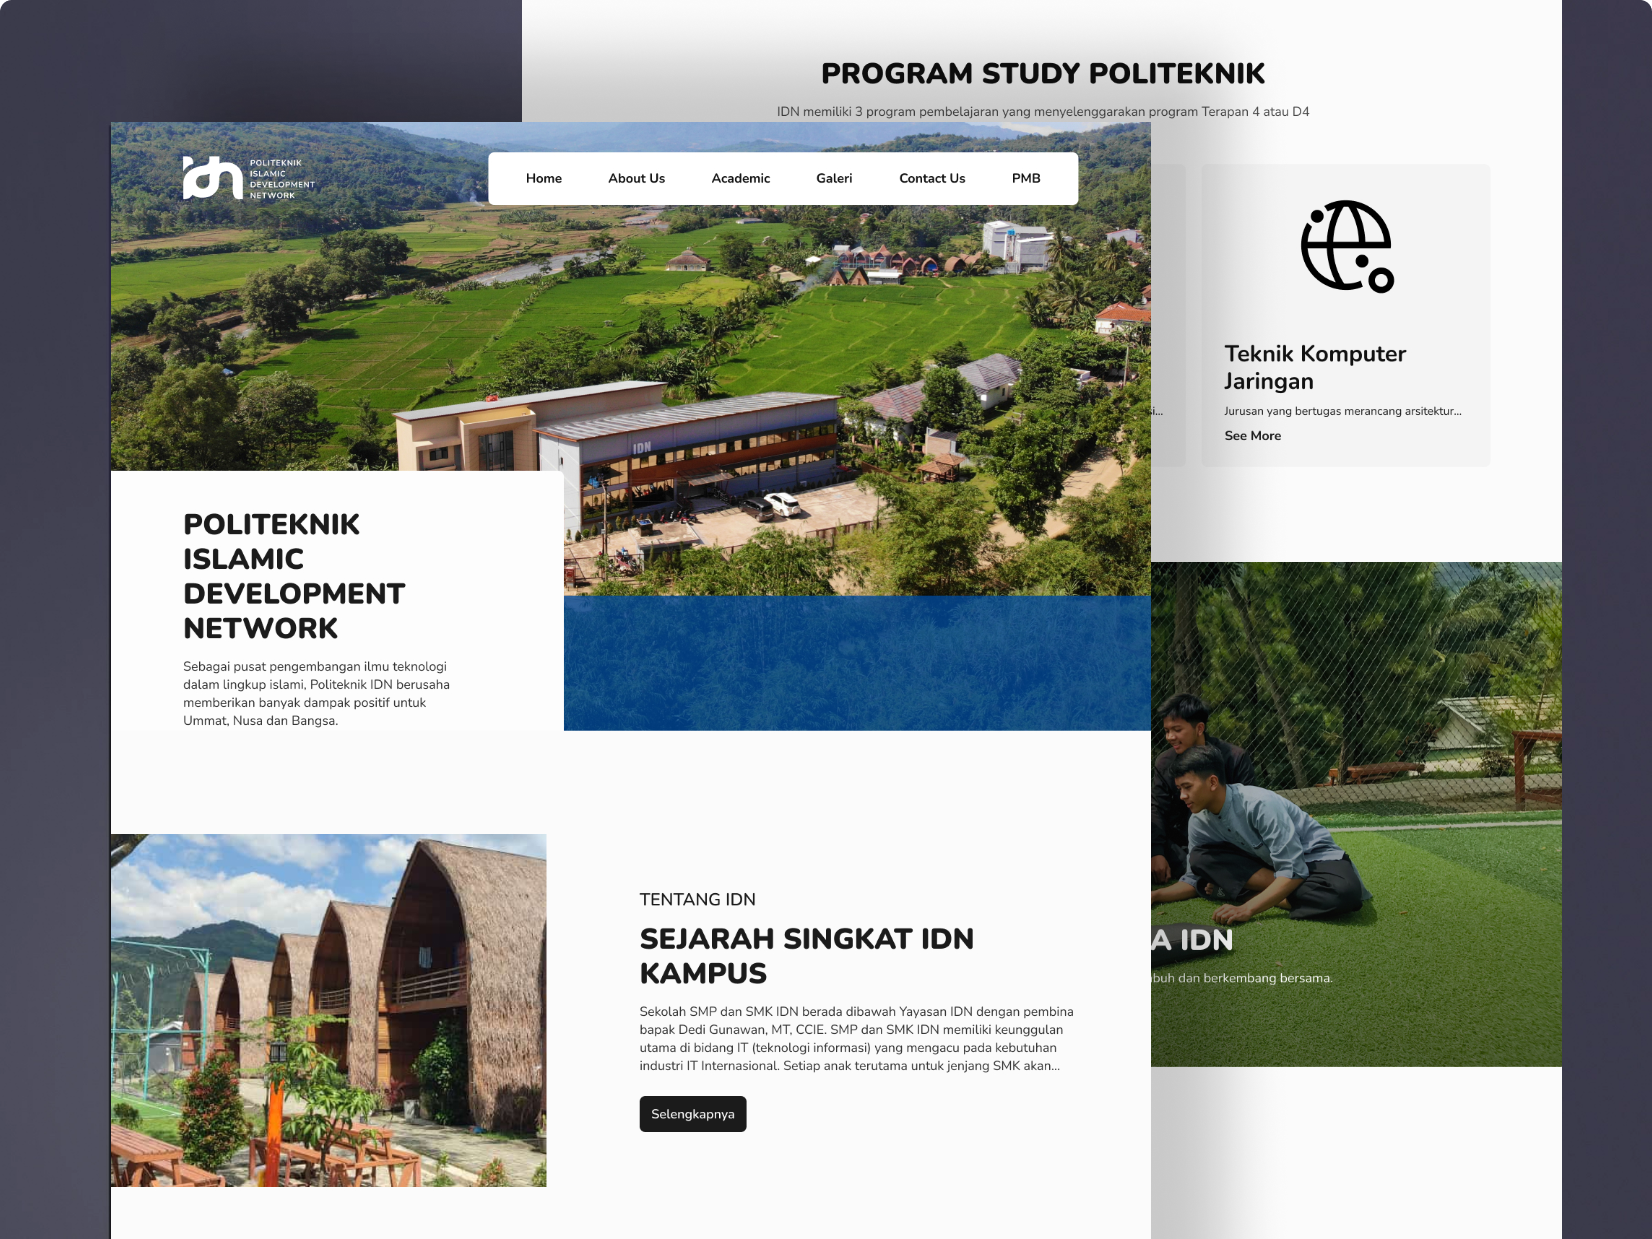 PROGRAM STUDY POLITEKNIK
IDN memiliki 3 program pembelajaran yang menyelenggarakan program Terapan 4 atau D4
POLITEKNIK
ISLAMIC
DEVELOPMENT
NETWORK
Home About Us Academic Galeri Contact Us PMB
IDN
POLITEKNIK
ISLAMIC
DEVELOPMENT
NETWORK
Sebagai pusat pengembangan ilmu teknologi
dalam lingkup islami, Politeknik IDN berusaha
memberikan banyak dampak positif untuk
Ummat, Nusa dan Bangsa.
Teknik Komputer
Jaringan
Jurusan yang bertugas merancang arsitektur...
See More
TENTANG IDN
SEJARAH SINGKAT IDN
KAMPUS
Sekolah SMP dan SMK IDN berada dibawah Yayasan IDN dengan pembina
bapak Dedi Gunawan, MT, CCIE. SMP dan SMK IDN memiliki keunggulan
utama di bidang IT (teknologi informasi) yang mengacu pada kebutuhan
industri IT Internasional. Setiap anak terutama untuk jenjang SMK akan...
Selengkapnya
A IDN
buh dan berkembang bersama.